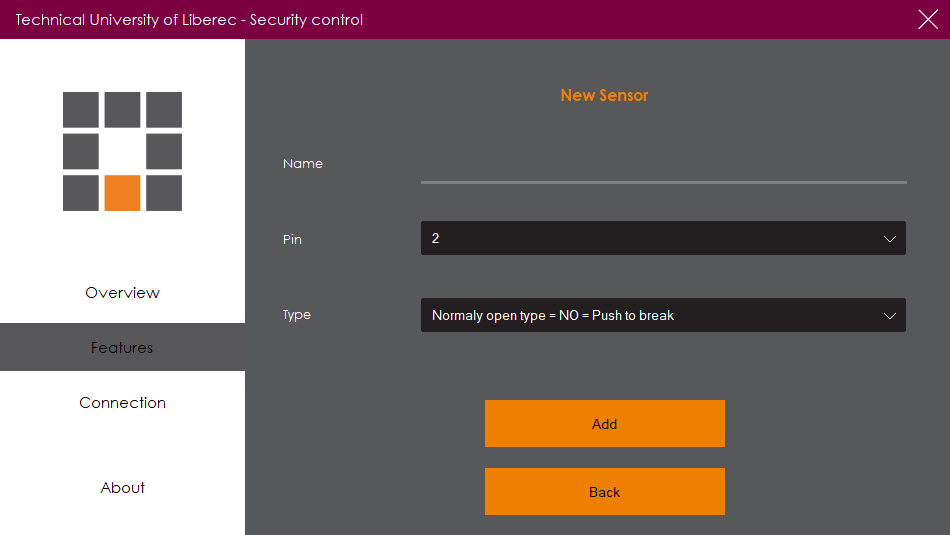 Technical University of Liberec - Security control
New Sensor
Name
Pin
2
Type
Normaly open type = NO = Push to break
Add
Back
Overview
Features
Connection
About